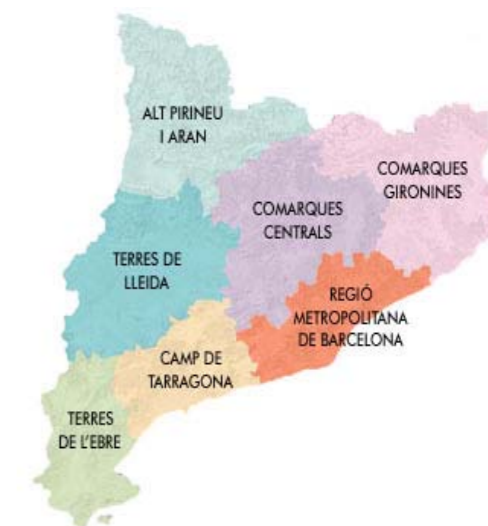 ALT PIRINEU
I ARAN
COMARQUES
GIRONINES
COMARQUES
CENTRALS
TERRES DE
LLEIDA
REGIÓ
METROPOLITANA
DE BARCELONA
CAMP DE
TARRAGONA
TERRES
DE L'EBRE